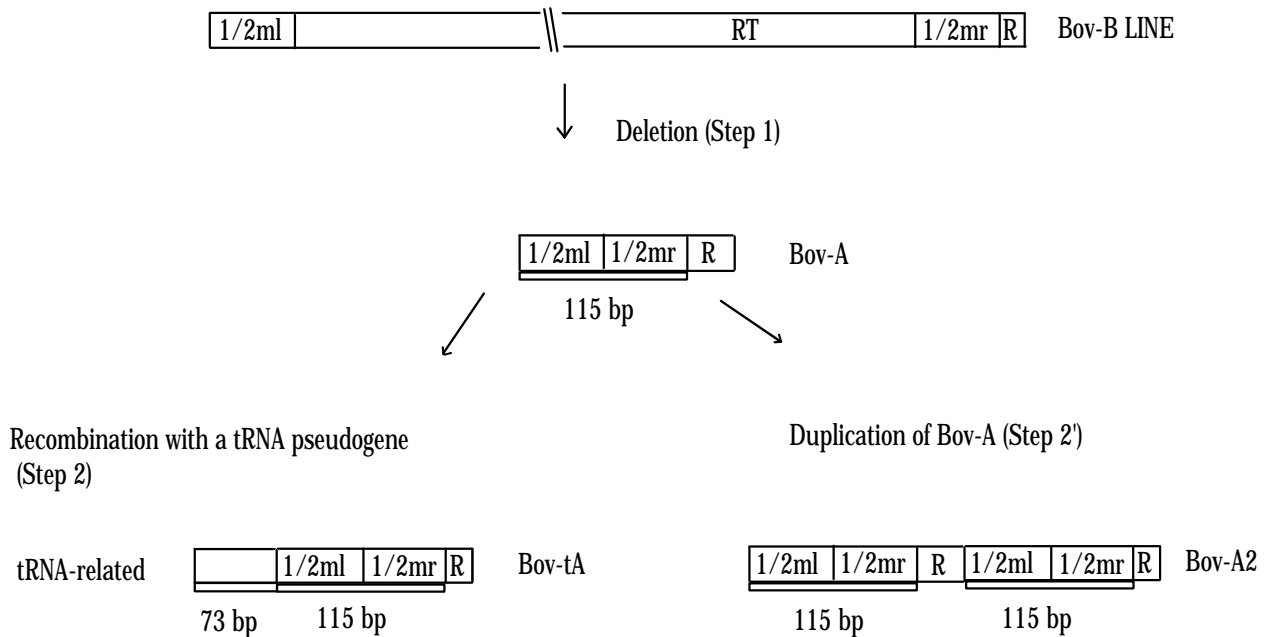 1/2ml RT 1/2mr R Bov-B LINE
Deletion (Step 1)
1/2ml 1/2mr R Bov-A
115 bp
Recombination with a tRNA pseudogene
(Step 2)
Duplication of Bov-A (Step 2')
tRNA-related 1/2ml 1/2mr R Bov-tA
73 bp 115 bp
1/2ml 1/2mr R 1/2ml 1/2mr R Bov-A2
115 bp 115 bp